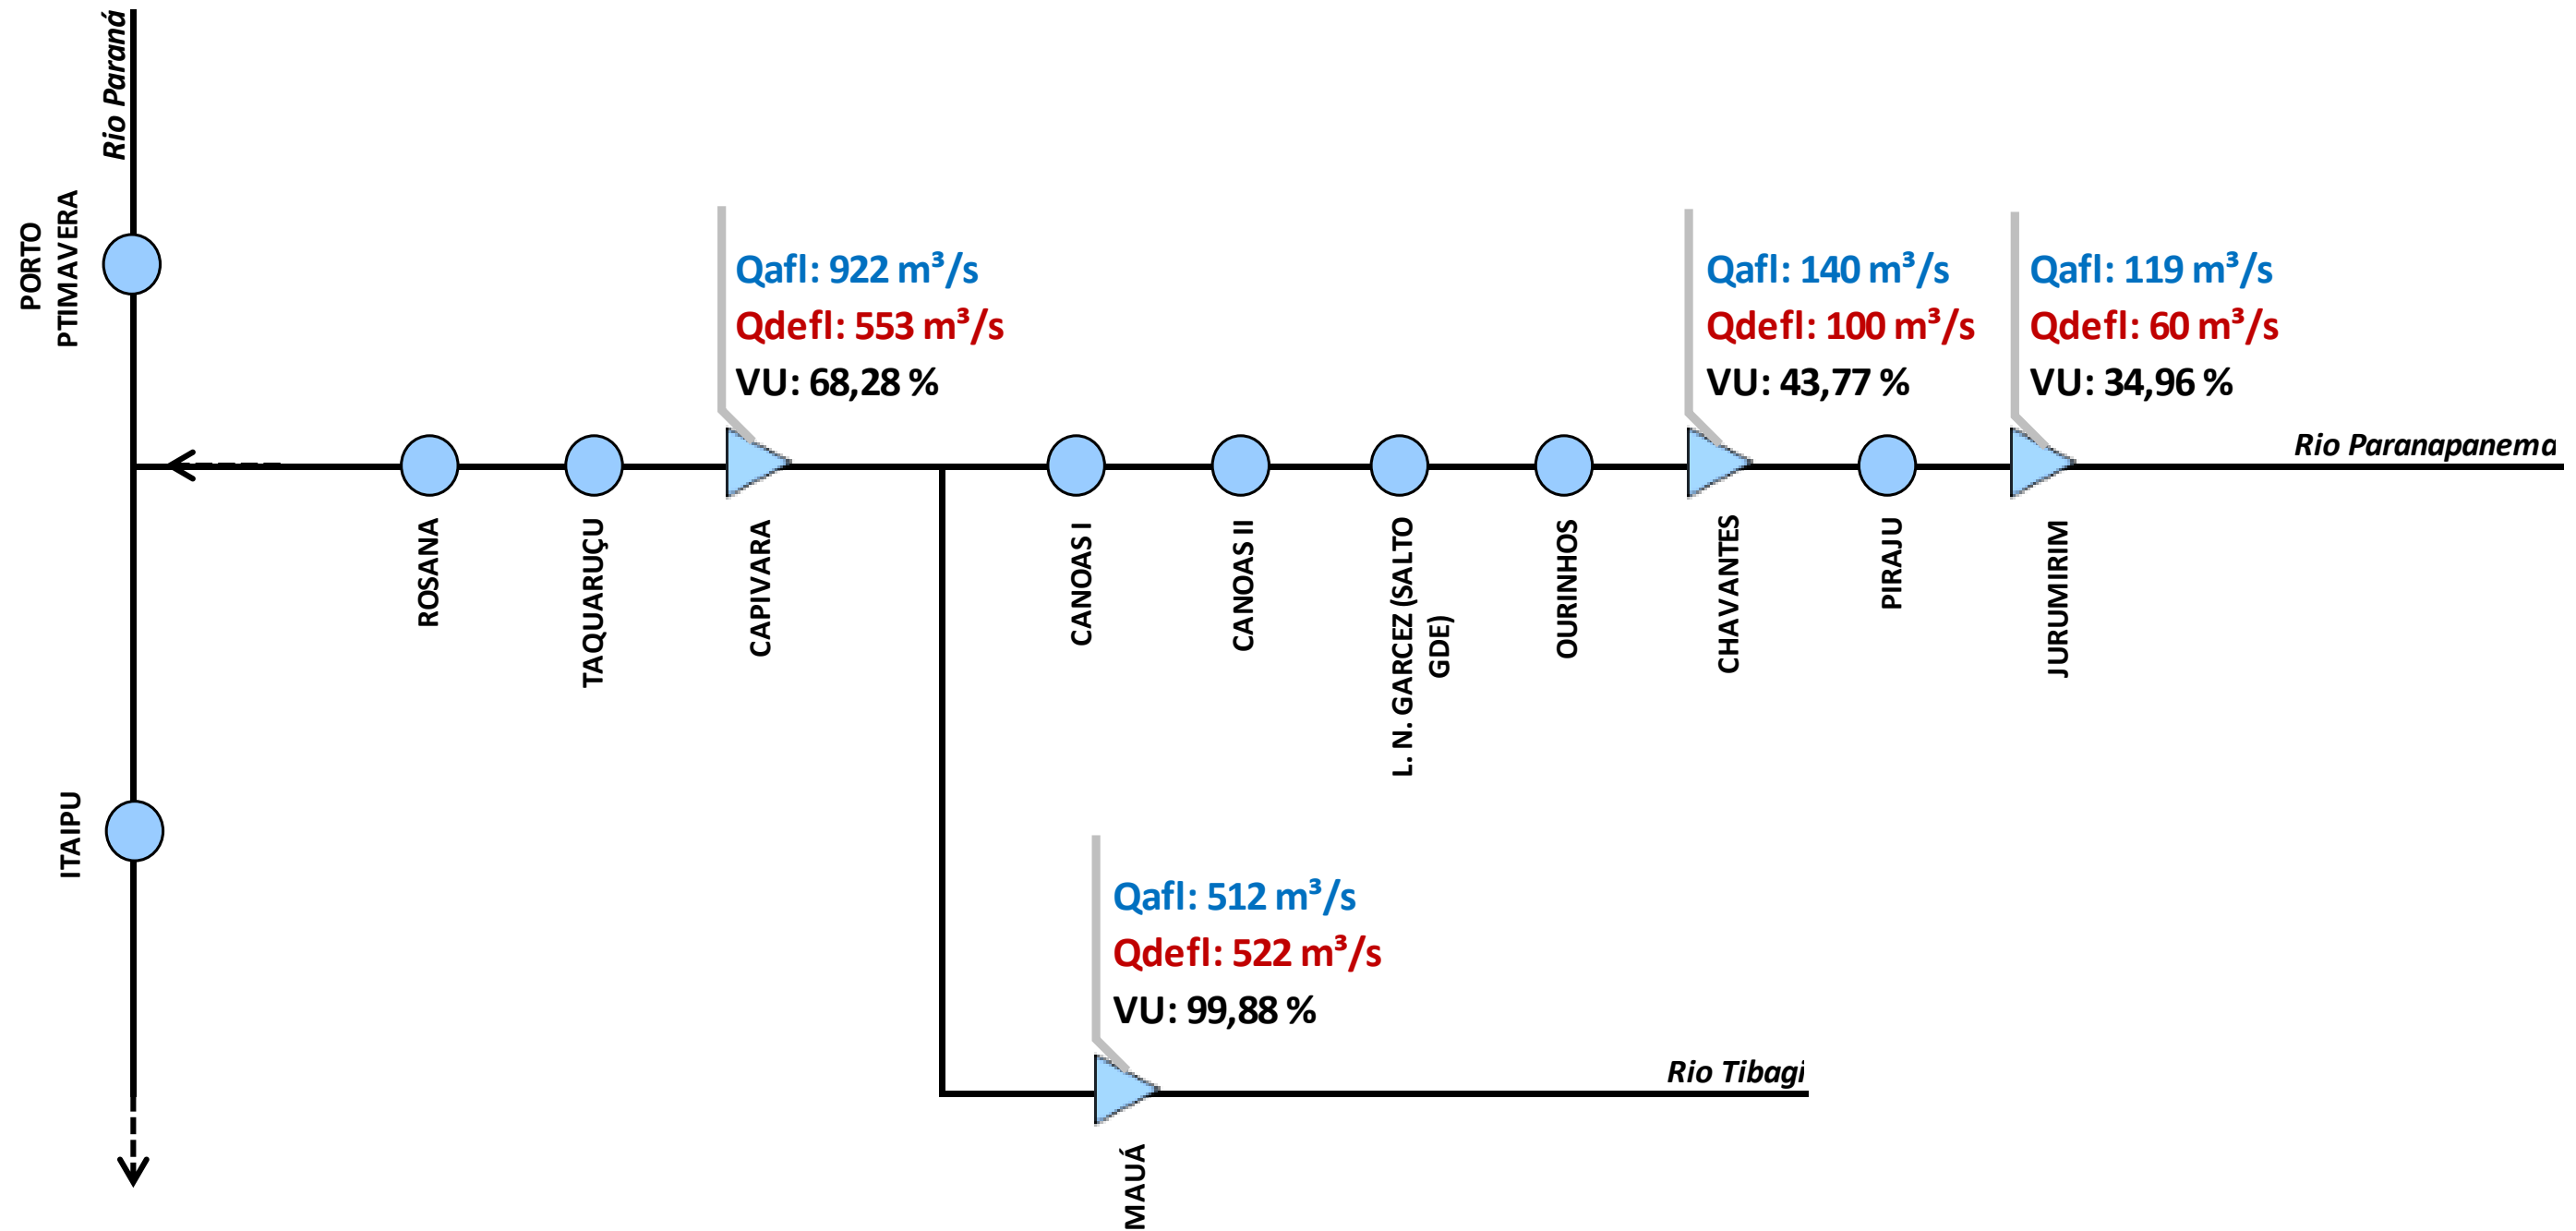 Rio Paraná
PORTO
PTIMAVERA
Qafl: 922 m³/s
Qdefl: 553 m³/s
VU: 68,28 %
Qafl: 140 m³/s
Qdefl: 100 m³/s
VU: 43,77 %
Qafl: 119 m³/s
Qdefl: 60 m³/s
VU: 34,96 %
Rio Paranapanema
ROSANA
TAQUARUÇU
CAPIVARA
CANOAS I
CANOAS II
L. N. GARCEZ (SALTO
GDE)
OURINHOS
CHAVANTES
PIRAJU
JURUMIRIM
ITAIPU
Qafl: 512 m³/s
Qdefl: 522 m³/s
VU: 99,88 %
Rio Tibagi
MAUÁ